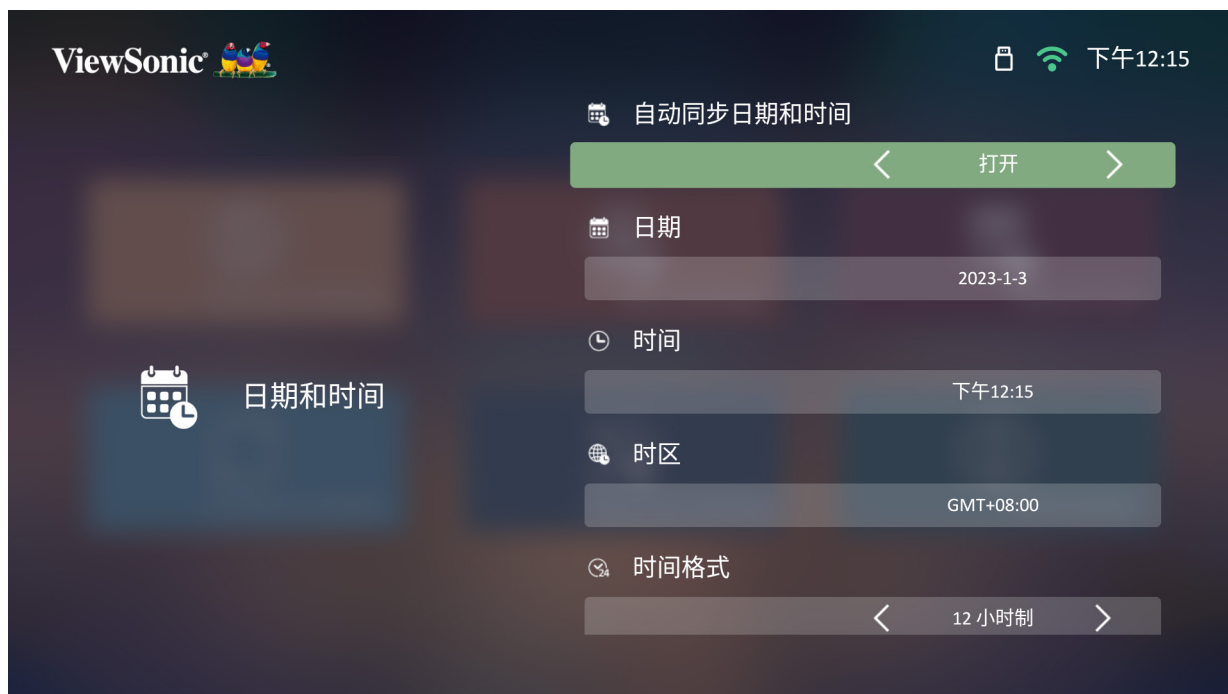 ViewSonic®
下午12:15
自动同步日期和时间
打开
日期
2023-1-3
时间
下午12:15
日期和时间
时区
GMT+08:00
24
时间格式
12 小时制